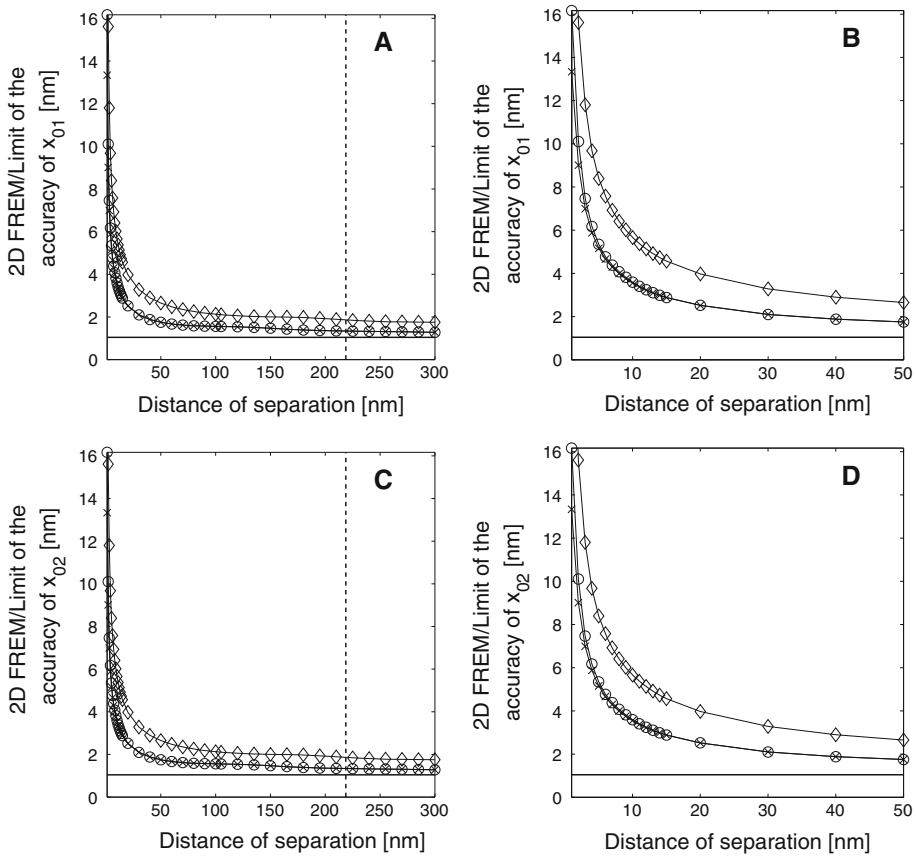 A
2D FREM/Limit of the
accuracy of x01 [nm]
16
14
12
10
8
6
4
2
0
50 100 150 200 250 300
Distance of separation [nm]
B
2D FREM/Limit of the
accuracy of x01 [nm]
16
14
12
10
8
6
4
2
0
10 20 30 40 50
Distance of separation [nm]
C
2D FREM/Limit of the
accuracy of x02 [nm]
16
14
12
10
8
6
4
2
0
50 100 150 200 250 300
Distance of separation [nm]
D
2D FREM/Limit of the
accuracy of x02 [nm]
16
14
12
10
8
6
4
2
0
10 20 30 40 50
Distance of separation [nm]